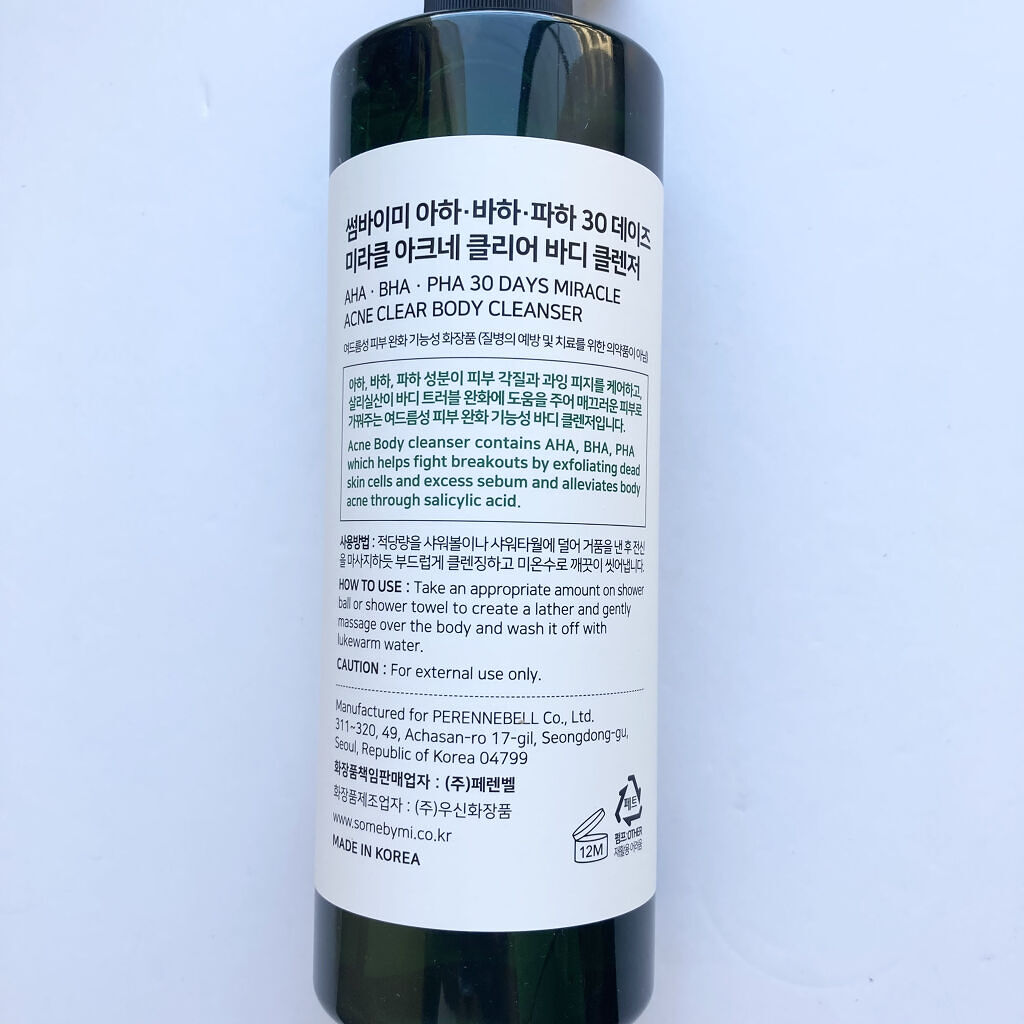 썸바이미 아하·바하·파하 30 데이즈
미라클 아크네 클리어 바디 클렌저
AHA · BHA · PHA 30 DAYS MIRACLE
ACNE CLEAR BODY CLEANSER
여드름성 피부 완화 기능성 화장품 (질병의 예방 및 치료를 위한 의약품이 아님)
아하, 바하, 파하 성분이 피부 각질과 과잉 피지를 케어하고,
살리실산이 바디 트러블 완화에 도움을 주어 매끄러운 피부로
가꿔주는 여드름성 피부 완화 기능성 바디 클렌저입니다.
Acne Body cleanser contains AHA, BHA, PHA
which helps fight breakouts by exfoliating dead
skin cells and excess sebum and alleviates body
acne through salicylic acid.
사용방법 : 적당량을 샤워볼이나 샤워타월에 덜어 거품을 낸 후 전신
을 마사지하듯 부드럽게 클렌징하고 미온수로 깨끗이 씻어냅니다.
HOW TO USE : Take an appropriate amount on shower
ball or shower towel to create a lather and gently
massage over the body and wash it off with
lukewarm water.
CAUTION : For external use only.
Manufactured for PERENNEBELL Co., Ltd.
311~320, 49, Achasan-ro 17-gil, Seongdong-gu,
Seoul, Republic of Korea 04799
화장품책임판매업자 : (주)페렌벨
화장품제조업자 : (주)우신화장품
www.somebymi.co.kr
MADE IN KOREA
12M
페트
펌프:OTHER
재활용 어려움